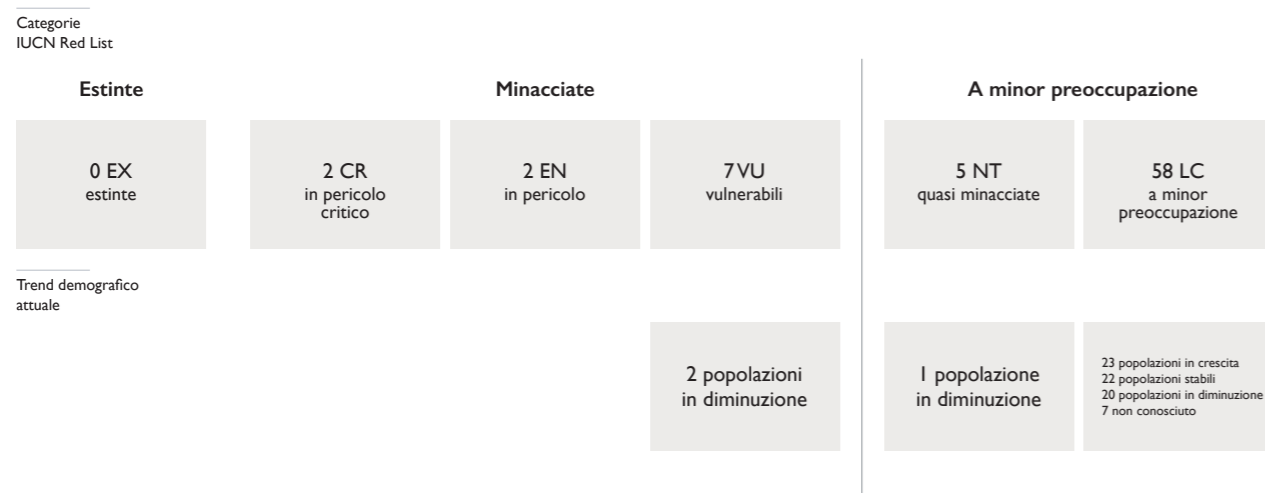 Categorie
IUCN Red List
Estinte
Minacciate
A minor preoccupazione
0 EX
estinte
2 CR
in pericolo
critico
2 EN
in pericolo
7 VU
vulnerabili
5 NT
quasi minacciate
58 LC
a minor
preoccupazione
Trend demografico
attuale
2 popolazioni
in diminuzione
1 popolazione
in diminuzione
23 popolazioni in crescita
22 popolazioni stabili
20 popolazioni in diminuzione
7 non conosciuto